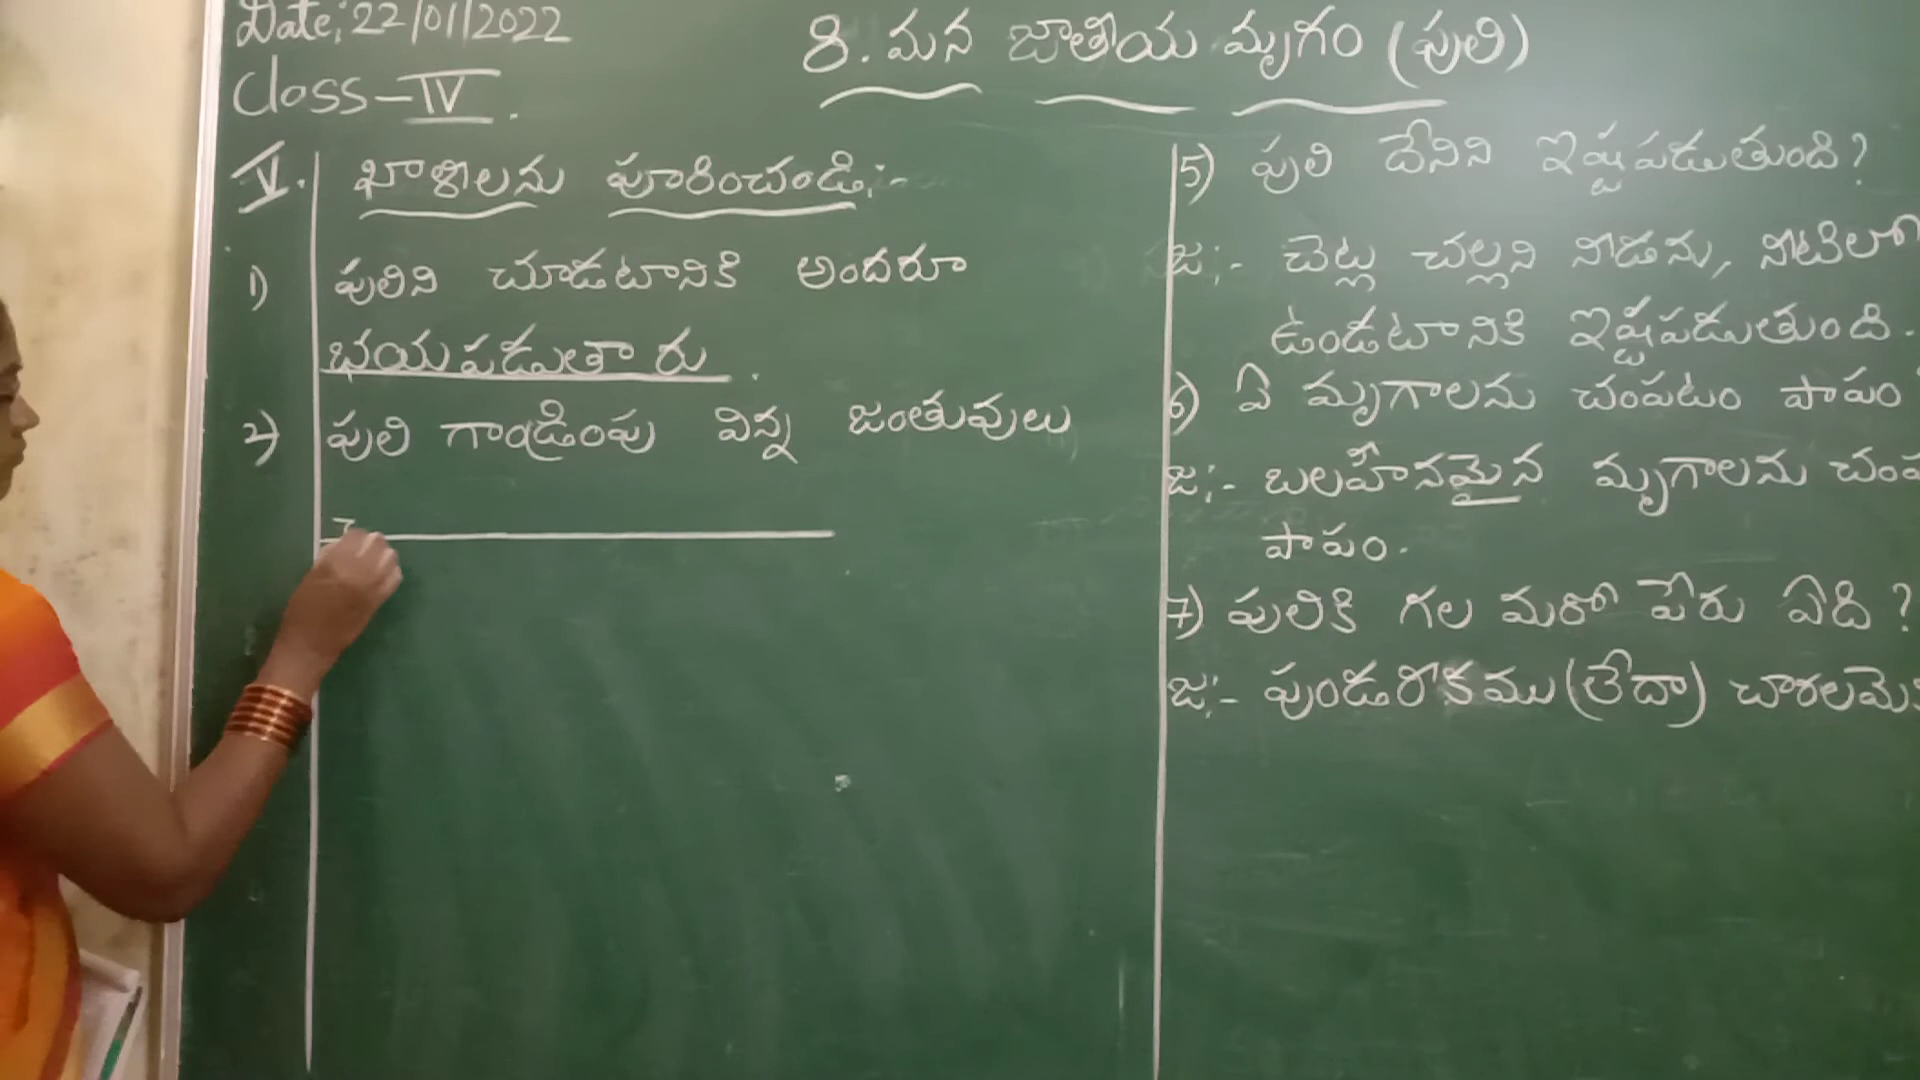 Date: 22/01/2022
Class - IV.
8. మన జాతీయ మృగం (పులి)
V. ఖాళీలను పూరించండి:-
1) పులిని చూడటానికి అందరూ
భయపడుతారు.
2) పులి గాండ్రింపు విన్న జంతువులు
5) పులి దేనిని ఇష్టపడుతుంది?
జ:- చెట్ల చల్లని నీడను, నీటిలో
ఉండటానికి ఇష్టపడుతుంది.
6) ఏ మృగాలను చంపటం పాపం
జ:- బలహీనమైన మృగాలను
పాపం.
7) పులికి గల మరో పేరు ఏది?
జ:- పుండరీకము (లేదా)